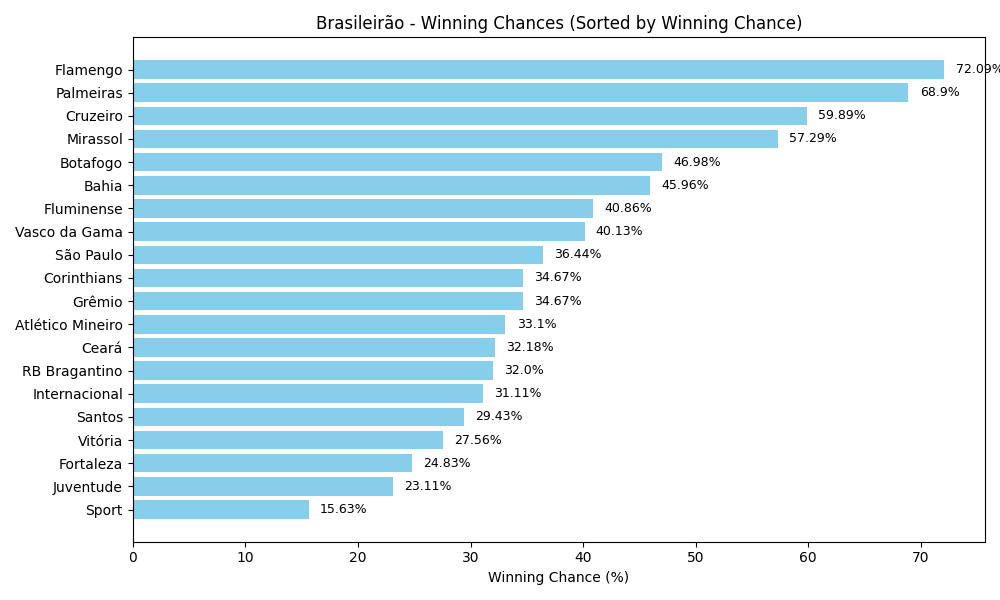 Brasileirão - Winning Chances (Sorted by Winning Chance)
Flamengo 72.09%
Palmeiras 68.9%
Cruzeiro 59.89%
Mirassol 57.29%
Botafogo 46.98%
Bahia 45.96%
Fluminense 40.86%
Vasco da Gama 40.13%
São Paulo 36.44%
Corinthians 34.67%
Grêmio 34.67%
Atlético Mineiro 33.1%
Ceará 32.18%
RB Bragantino 32.0%
Internacional 31.11%
Santos 29.43%
Vitória 27.56%
Fortaleza 24.83%
Juventude 23.11%
Sport 15.63%
0 10 20 30 40 50 60 70
Winning Chance (%)